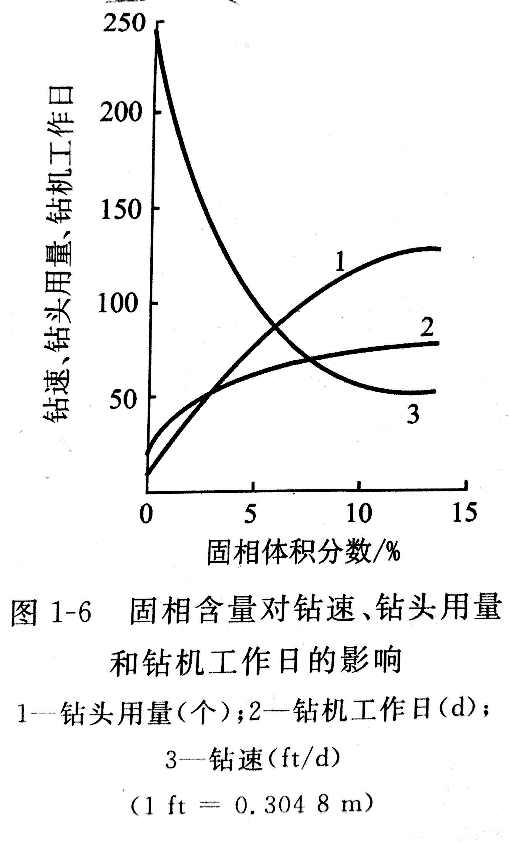 250
200
150
100
50
钻速、钻头用量、钻机工作日
1
2
3
0 5 10 15
固相体积分数/%
图 1-6 固相含量对钻速、钻头用量
和钻机工作日的影响
1—钻头用量(个);2—钻机工作日(d);
3—钻速(ft/d)
(1 ft = 0.304 8 m)